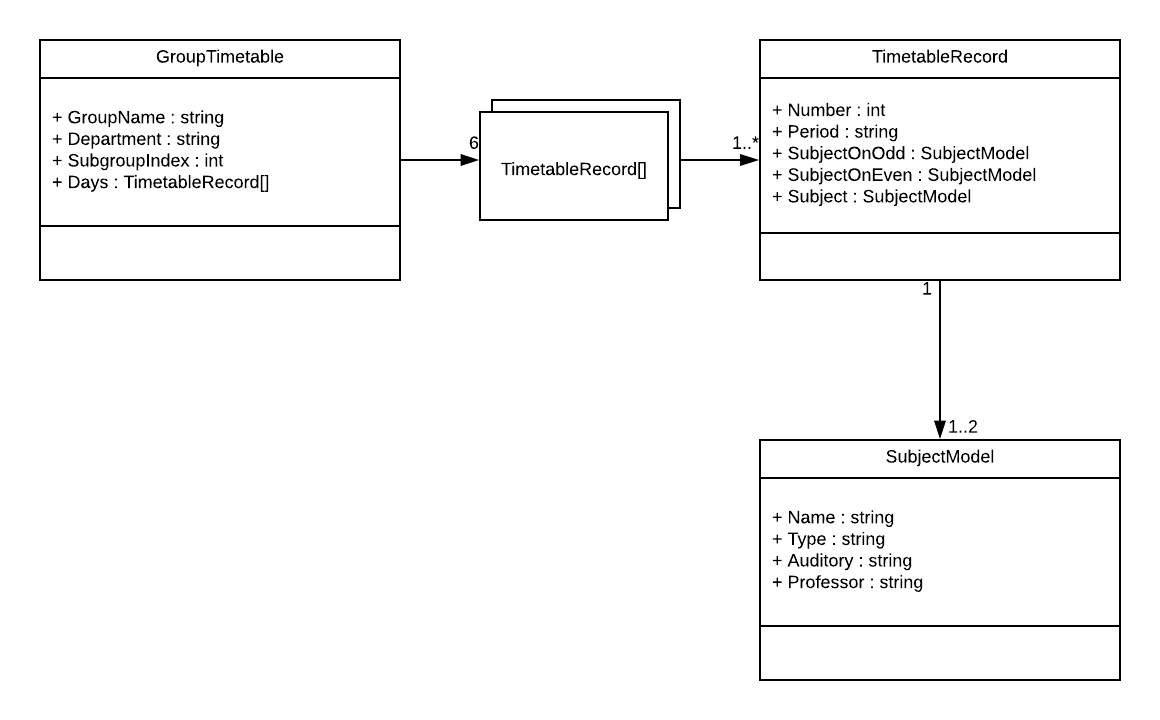 GroupTimetable
+ GroupName : string
+ Department : string
+ SubgroupIndex : int
+ Days : TimetableRecord[]
6
TimetableRecord[]
1..*
TimetableRecord
+ Number : int
+ Period : string
+ SubjectOnOdd : SubjectModel
+ SubjectOnEven : SubjectModel
+ Subject : SubjectModel
1
1..2
SubjectModel
+ Name : string
+ Type : string
+ Auditory : string
+ Professor : string